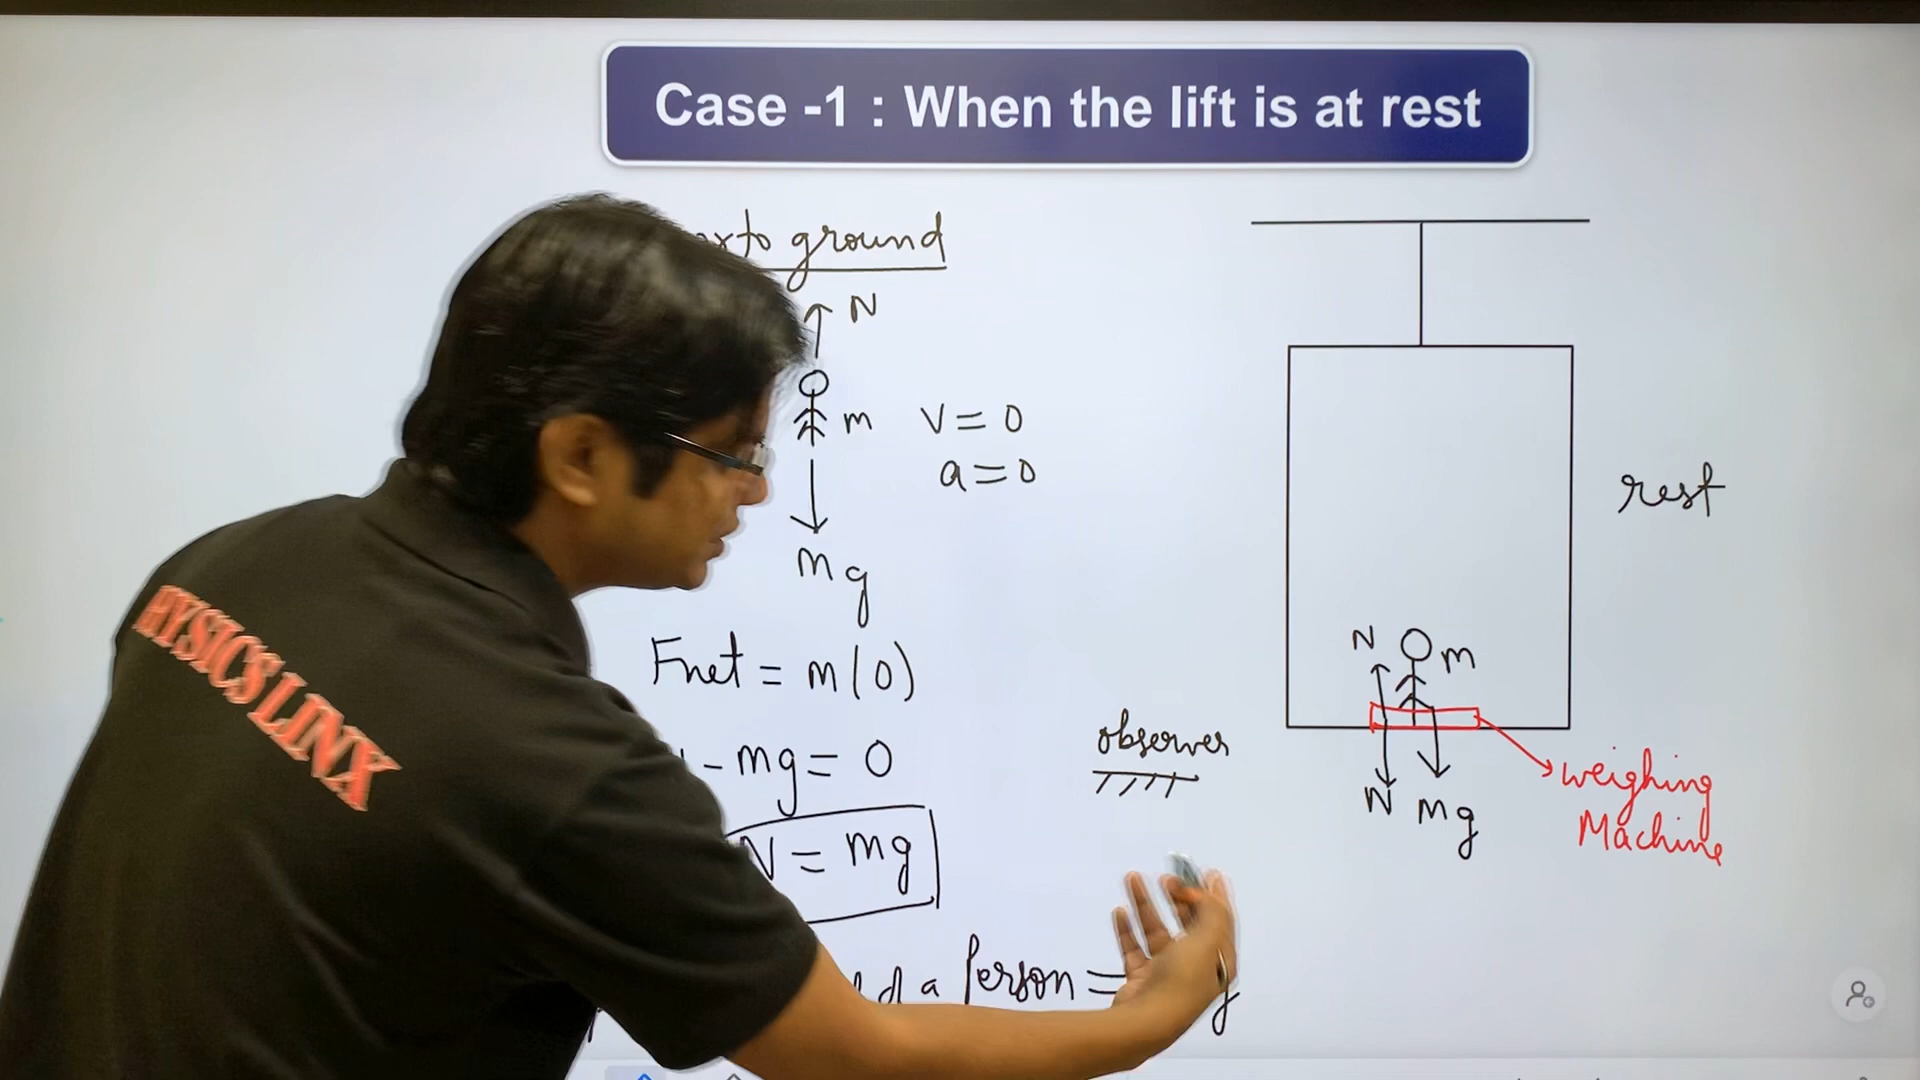 Case -1 : When the lift is at rest
ground
N
m V = 0
a = 0
mg
Fnet = m(0)
- mg = 0
N = mg
a Person =
rest
N
m
observer
N mg
weighing
Machine
PHYSICS LINX